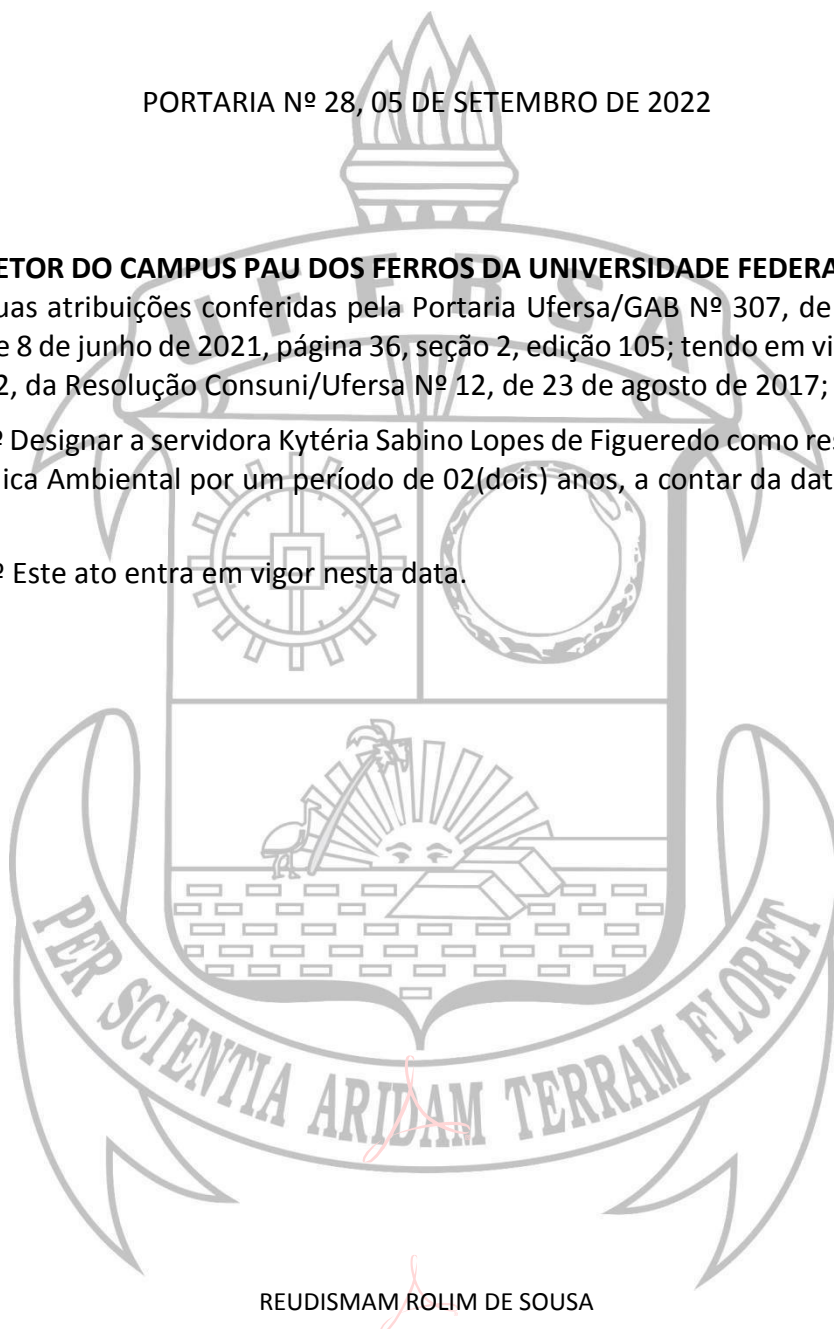 PORTARIA Nº 28, 05 DE SETEMBRO DE 2022
ETOR DO CAMPUS PAU DOS FERROS DA UNIVERSIDADE FEDERA
uas atribuições conferidas pela Portaria Ufersa/GAB Nº 307, de
e 8 de junho de 2021, página 36, seção 2, edição 105; tendo em vi
2, da Resolução Consuni/Ufersa Nº 12, de 23 de agosto de 2017;
º Designar a servidora Kytéria Sabino Lopes de Figueredo como res
ica Ambiental por um período de 02(dois) anos, a contar da dat
º Este ato entra em vigor nesta data.
UFERSA
PER SCIENTIA ARIDAM TERRAM FLORET
REUDISMAM ROLIM DE SOUSA